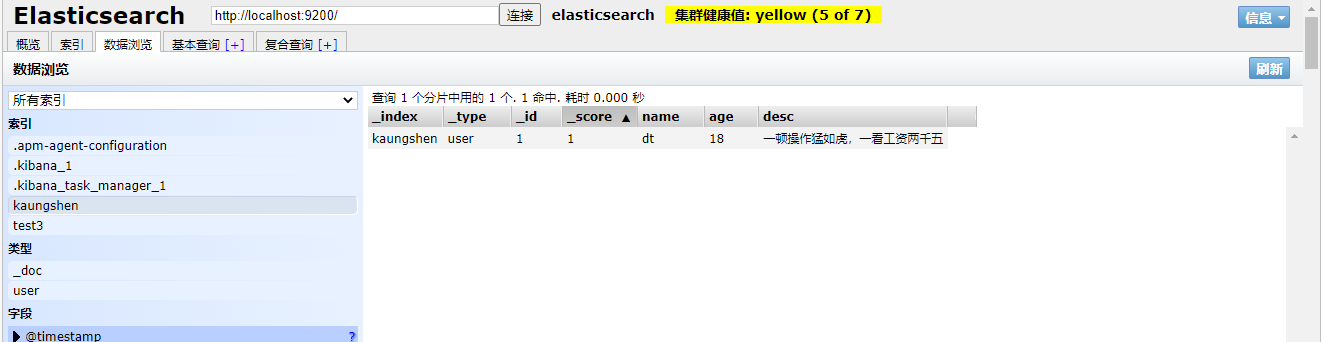 Elasticsearch http://localhost:9200/ 连接 elasticsearch 集群健康值: yellow (5 of 7) 信息
概览 索引 数据浏览 基本查询 [+] 复合查询 [+]
数据浏览 刷新
所有索引
索引
.apm-agent-configuration
.kibana_1
.kibana_task_manager_1
kaungshen
test3
类型
_doc
user
字段
@timestamp ?
查询 1 个分片中用的 1 个. 1 命中. 耗时 0.000 秒
_index _type _id _score ▲ name age desc
kaungshen user 1 1 dt 18 一顿操作猛如虎，一看工资两千五